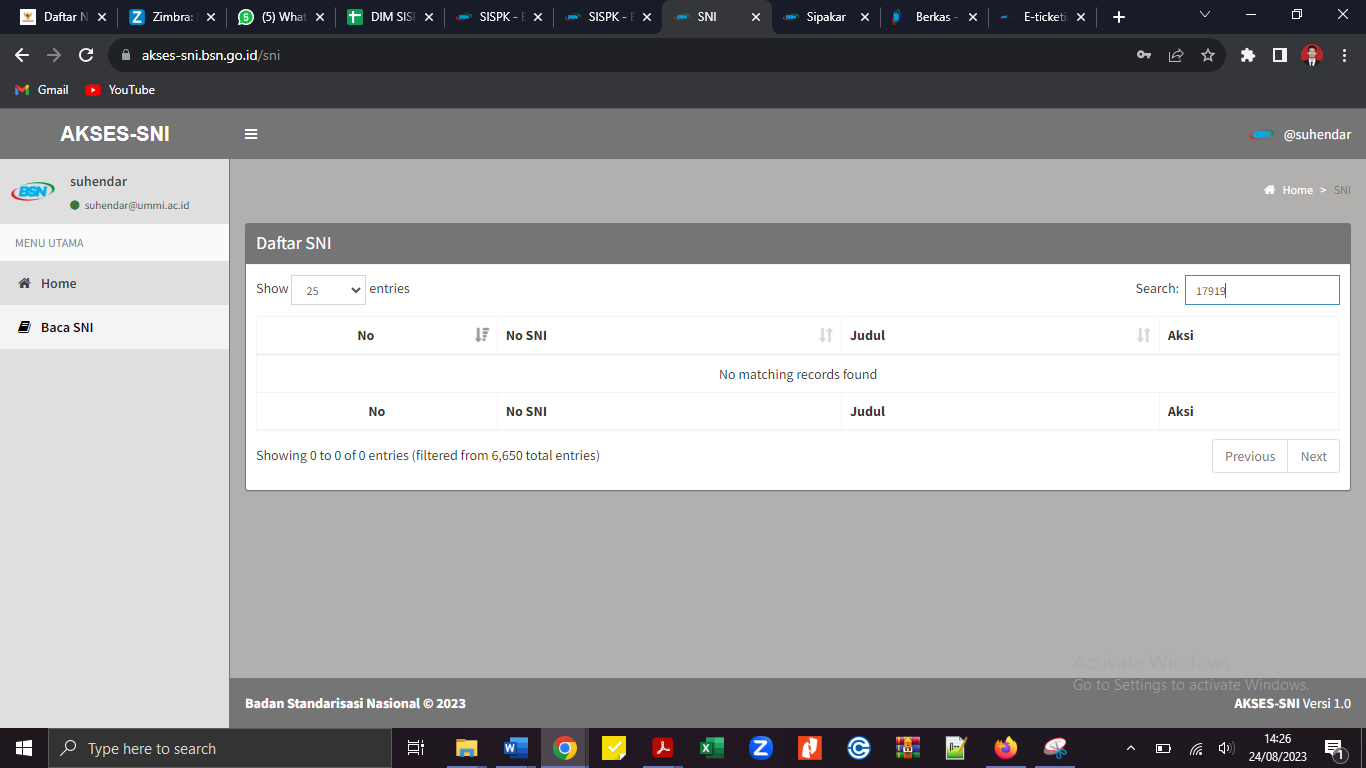 Daftar N
Zimbra:
(5) What
DIM SISI
SISPK - E
SISPK - E
SNI
Sipakar
Berkas -
E-ticketi
akses-sni.bsn.go.id/sni
Gmail
YouTube
AKSES-SNI
@suhendar
BSN
suhendar
suhendar@ummi.ac.id
Home > SNI
MENU UTAMA
Home
Baca SNI
Daftar SNI
Show 25 entries
Search: 17919
No No SNI Judul Aksi
No matching records found
No No SNI Judul Aksi
Showing 0 to 0 of 0 entries (filtered from 6,650 total entries)
Previous Next
Activate Windows
Go to Settings to activate Windows.
Badan Standarisasi Nasional © 2023
AKSES-SNI Versi 1.0
Type here to search
14:26
24/08/2023
1